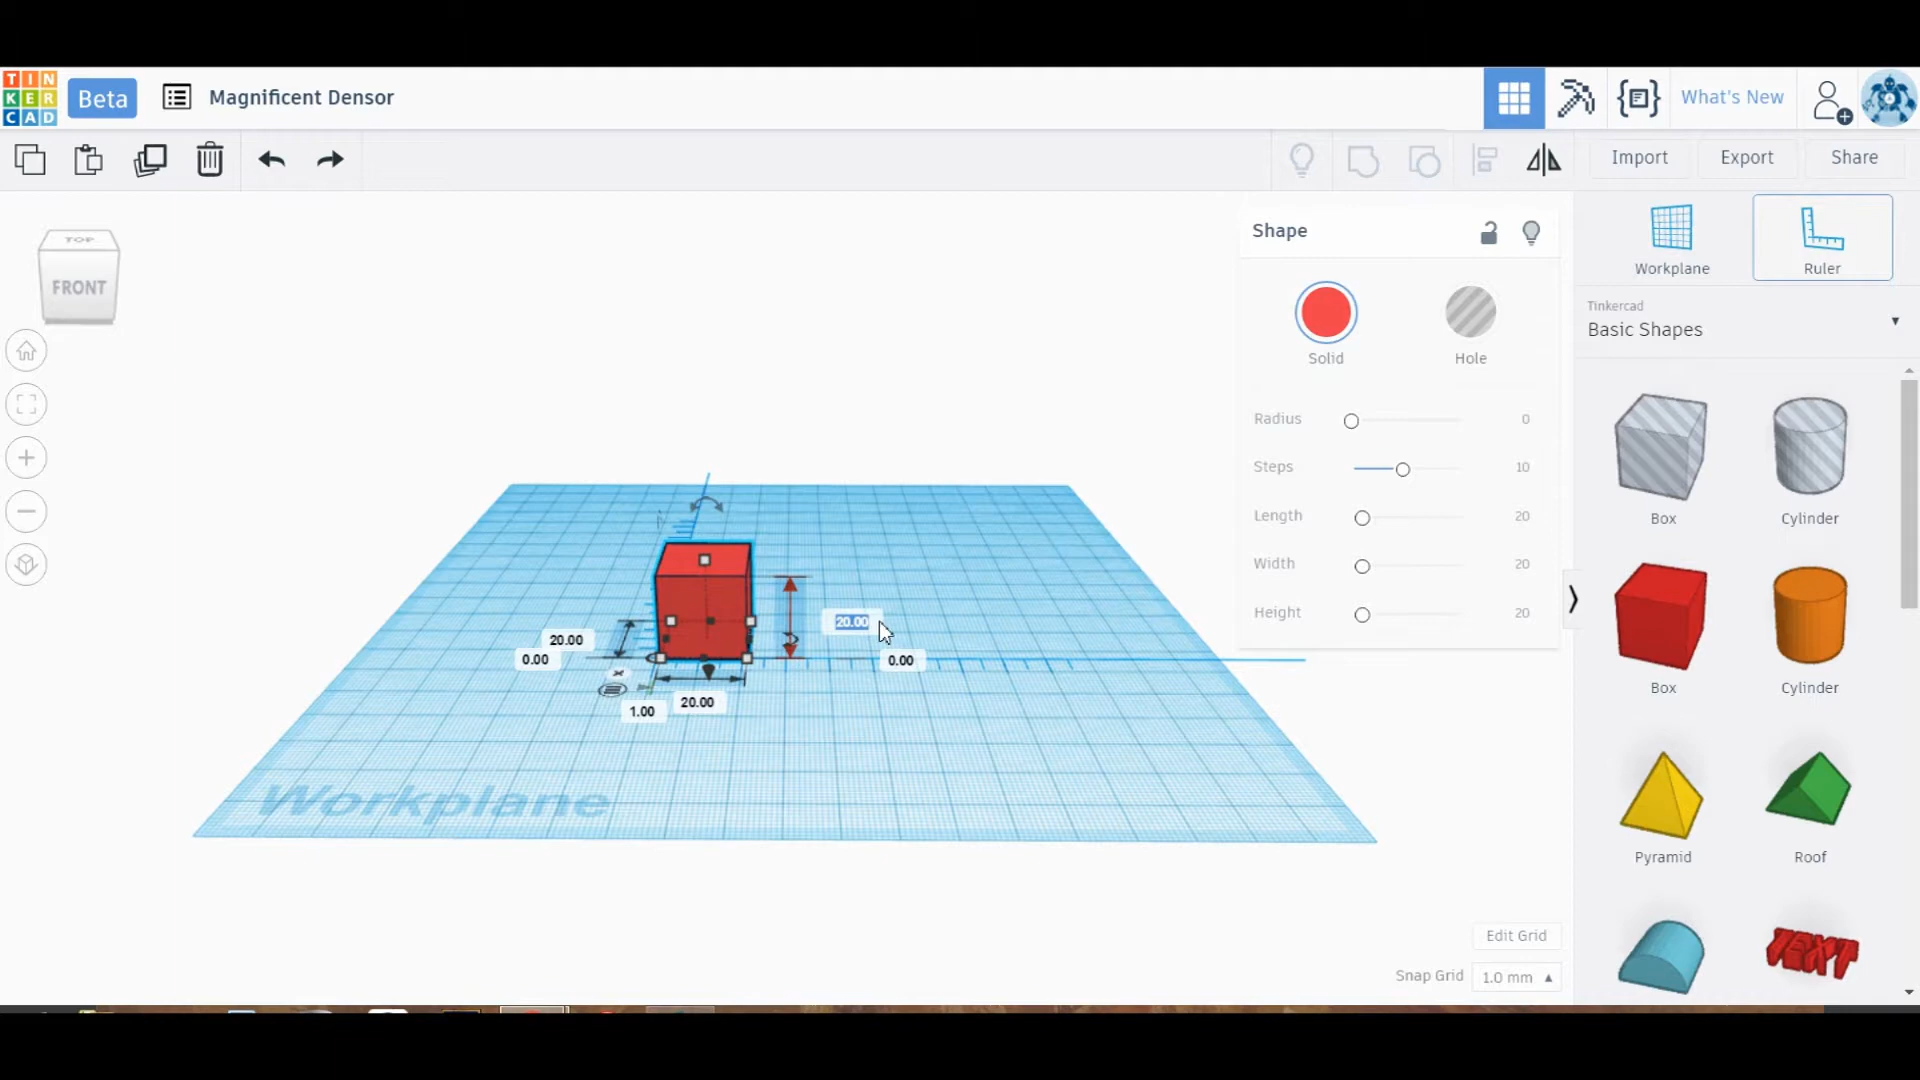 TIN
KER
CAD
Beta
Magnificent Densor
What's New
Import
Export
Share
TOP
FRONT
Shape
Solid
Hole
Radius
0
Steps
10
Length
20
Width
20
Height
20
Workplane
Ruler
Tinkercad
Basic Shapes
Box
Cylinder
Box
Cylinder
Pyramid
Roof
TEXT
20.00
0.00
20.00
0.00
1.00
20.00
Workplane
Edit Grid
Snap Grid
1.0 mm